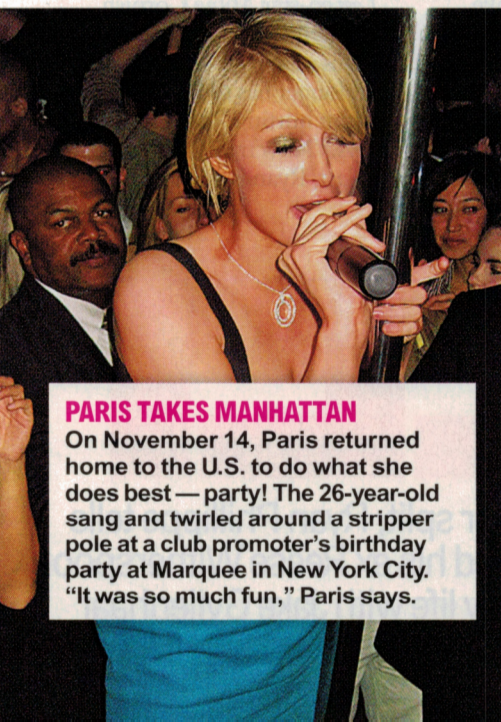 PARIS TAKES MANHATTAN
On November 14, Paris returned
home to the U.S. to do what she
does best — party! The 26-year-old
sang and twirled around a stripper
pole at a club promoter's birthday
party at Marquee in New York City.
“It was so much fun,” Paris says.